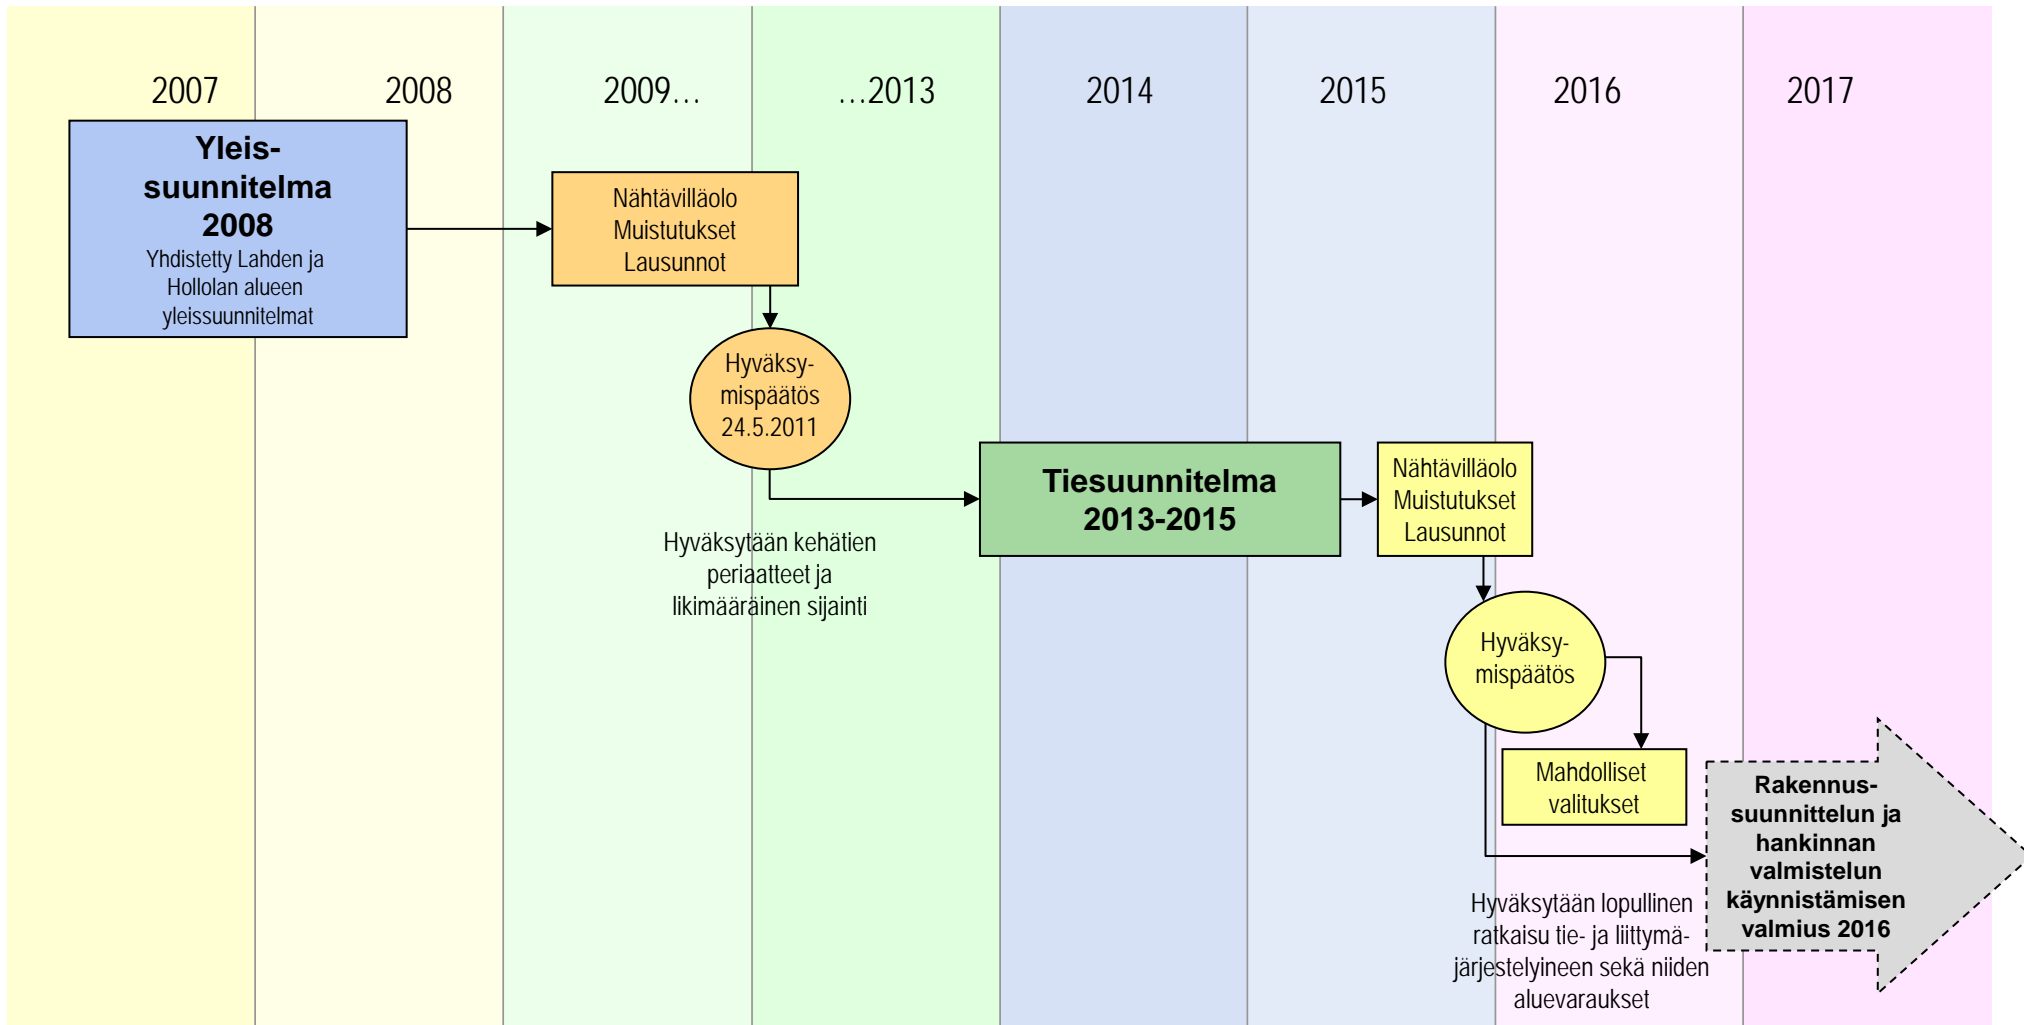 2007
2008
2009…
…2013
2014
2015
2016
2017
Yleis-
suunnitelma
2008
Yhdistetty Lahden ja
Hollolan alueen
yleissuunnitelmat
Nähtävilläolo
Muistutukset
Lausunnot
Hyväksy-
mispäätös
24.5.2011
Hyväksytään kehätien
periaatteet ja
likimääräinen sijainti
Tiesuunnitelma
2013-2015
Nähtävilläolo
Muistutukset
Lausunnot
Hyväksy-
mispäätös
Mahdolliset
valitukset
Hyväksytään lopullinen
ratkaisu tie- ja liittymä-
järjestelyineen sekä niiden
aluevaraukset
Rakennus-
suunnittelun ja
hankinnan
valmistelun
käynnistämisen
valmius 2016